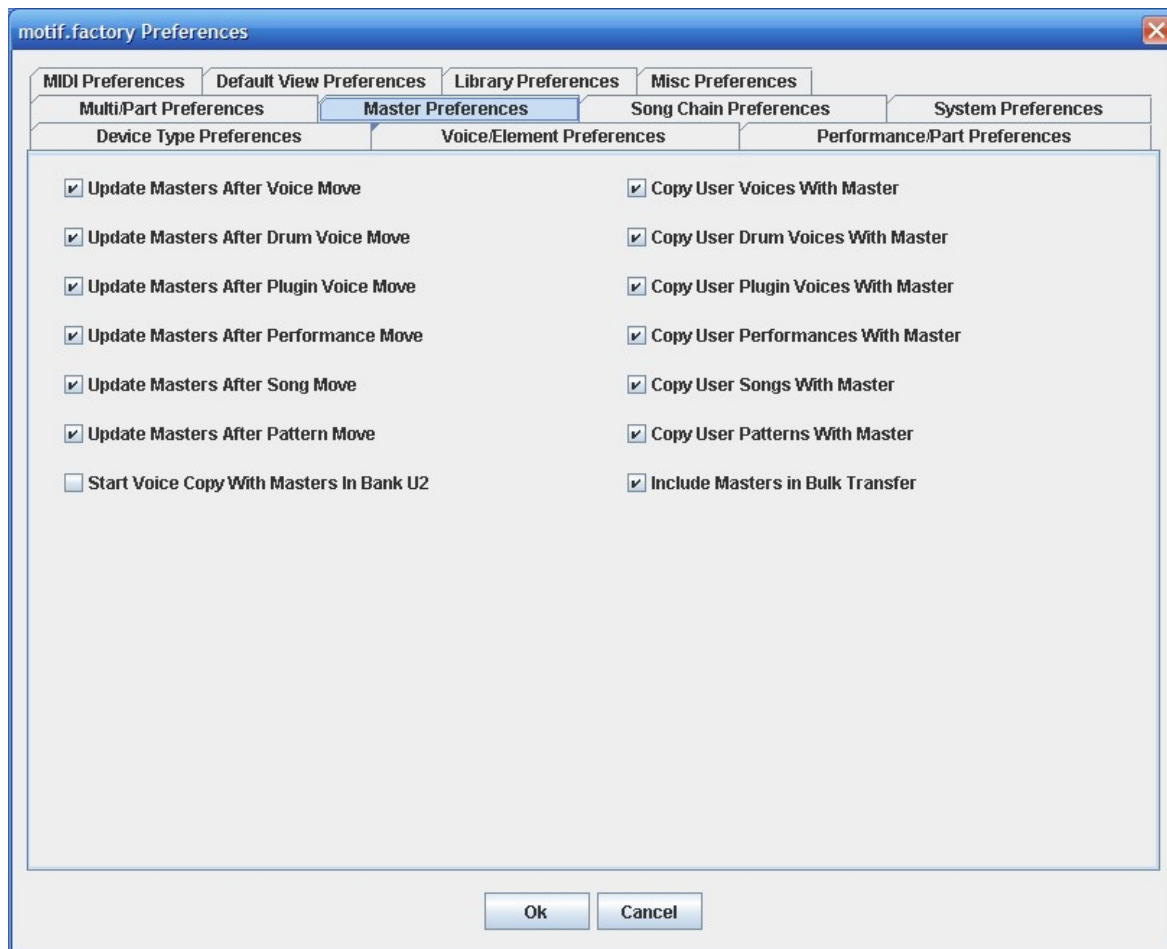 motif.factory Preferences
MIDI Preferences Default View Preferences Library Preferences Misc Preferences
Multi/Part Preferences Master Preferences Song Chain Preferences System Preferences
Device Type Preferences Voice/Element Preferences Performance/Part Preferences
Update Masters After Voice Move Copy User Voices With Master
Update Masters After Drum Voice Move Copy User Drum Voices With Master
Update Masters After Plugin Voice Move Copy User Plugin Voices With Master
Update Masters After Performance Move Copy User Performances With Master
Update Masters After Song Move Copy User Songs With Master
Update Masters After Pattern Move Copy User Patterns With Master
Start Voice Copy With Masters In Bank U2 Include Masters in Bulk Transfer
Ok Cancel